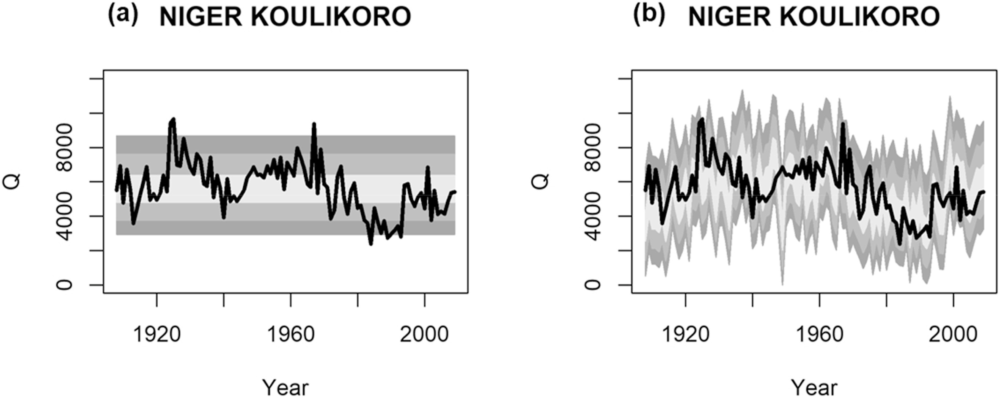 (a) NIGER KOULIKORO
Q
8000
4000
0
1920 1960 2000
Year
(b) NIGER KOULIKORO
Q
8000
4000
0
1920 1960 2000
Year